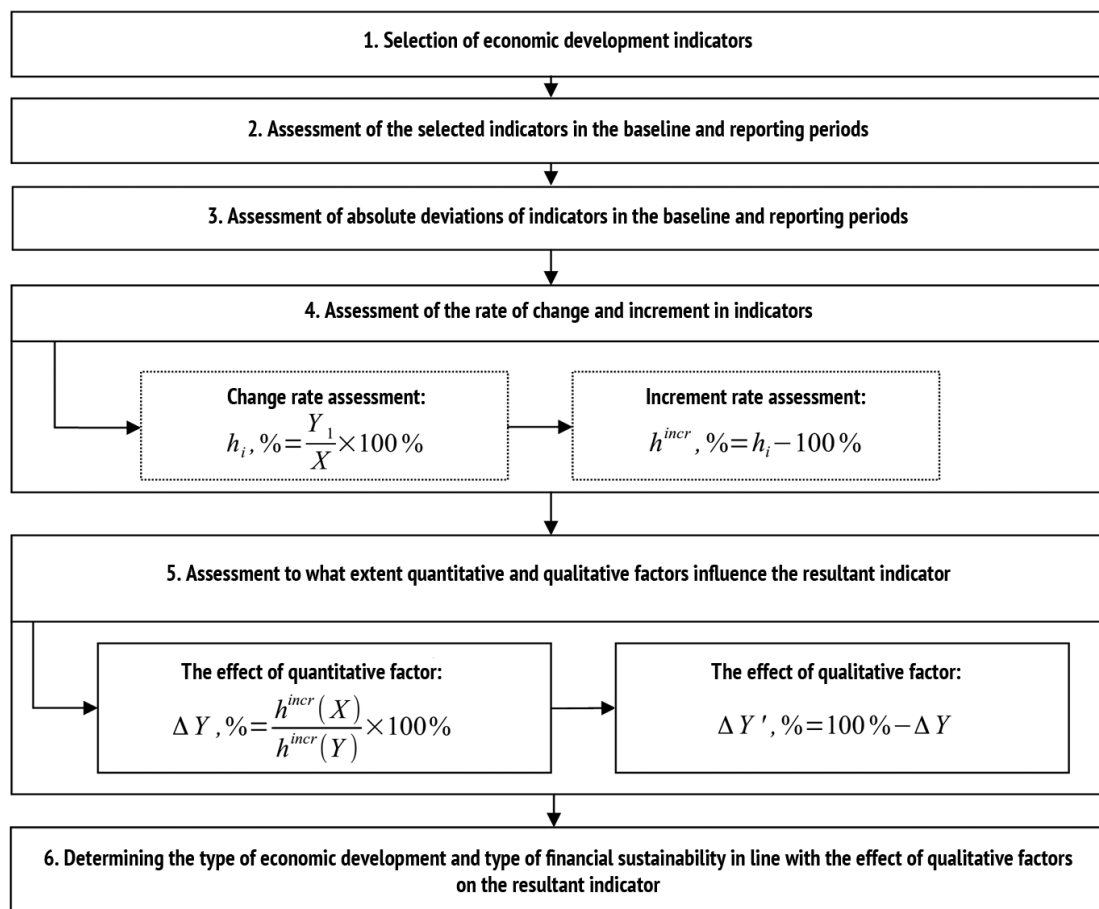 1. Selection of economic development indicators
2. Assessment of the selected indicators in the baseline and reporting periods
3. Assessment of absolute deviations of indicators in the baseline and reporting periods
4. Assessment of the rate of change and increment in indicators
Change rate assessment:
h_i, %=Y_1/X×100%
Increment rate assessment:
h^incr, %=h_i−100%
5. Assessment to what extent quantitative and qualitative factors influence the resultant indicator
The effect of quantitative factor:
ΔY, %=h^incr(X)/h^incr(Y)×100%
The effect of qualitative factor:
ΔY', %=100%−ΔY
6. Determining the type of economic development and type of financial sustainability in line with the effect of qualitative factors
on the resultant indicator